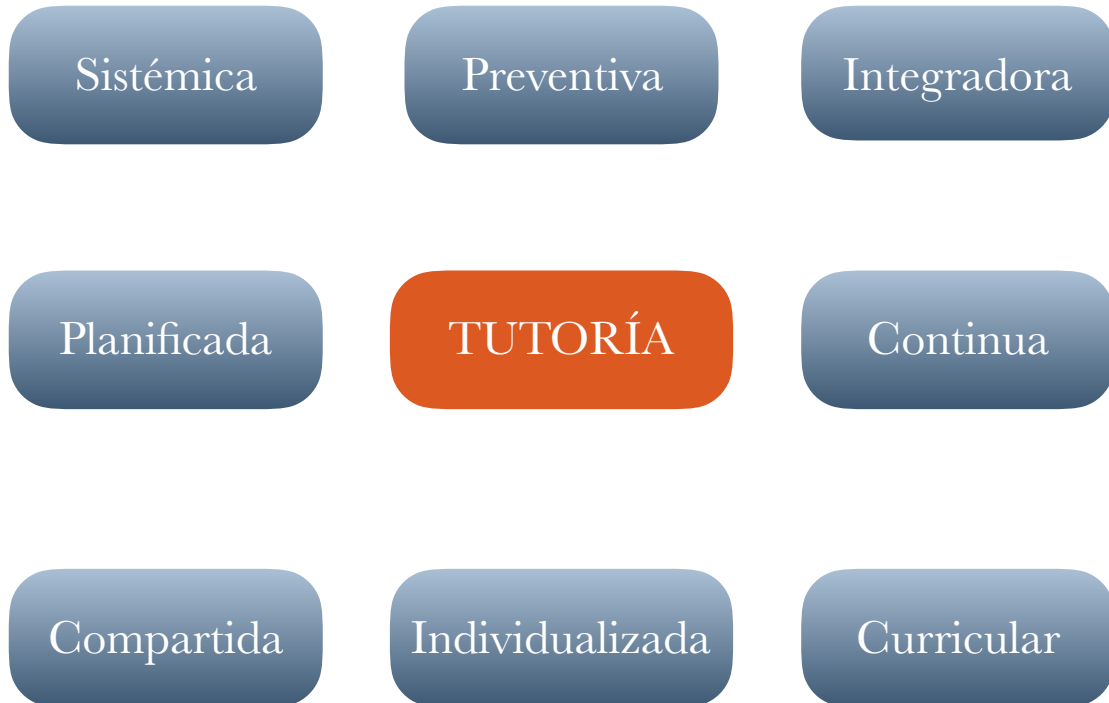 Sistémica
Preventiva
Integradora
Planificada
TUTORÍA
Continua
Compartida
Individualizada
Curricular